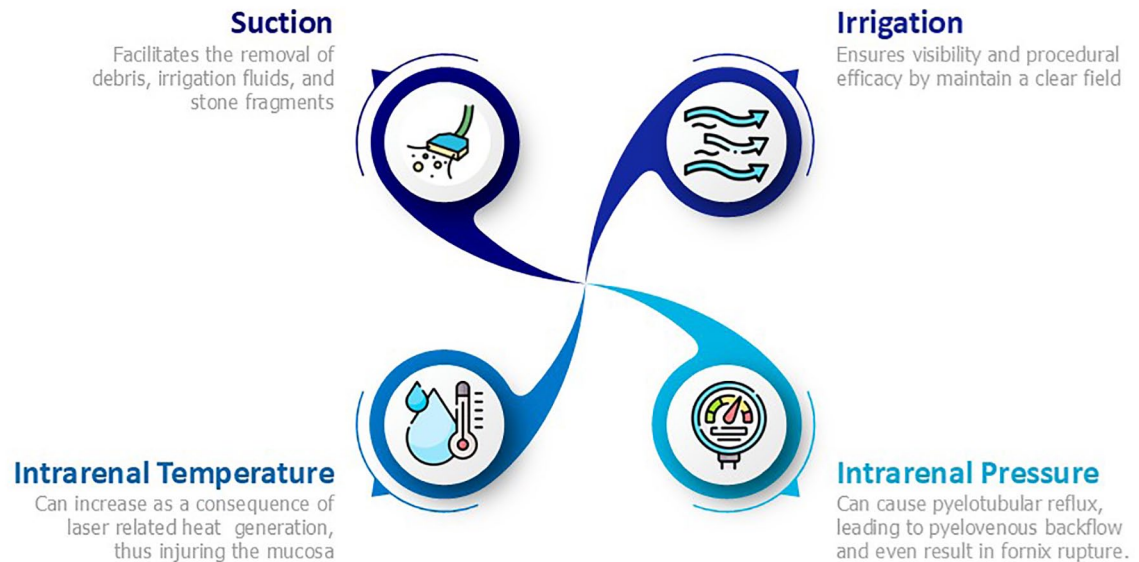 Suction
Facilitates the removal of
debris, irrigation fluids, and
stone fragments
Irrigation
Ensures visibility and procedural
efficacy by maintain a clear field
Intrarenal Temperature
Can increase as a consequence of
laser related heat generation,
thus injuring the mucosa
Intrarenal Pressure
Can cause pyelotubular reflux,
leading to pyelovenous backflow
and even result in fornix rupture.